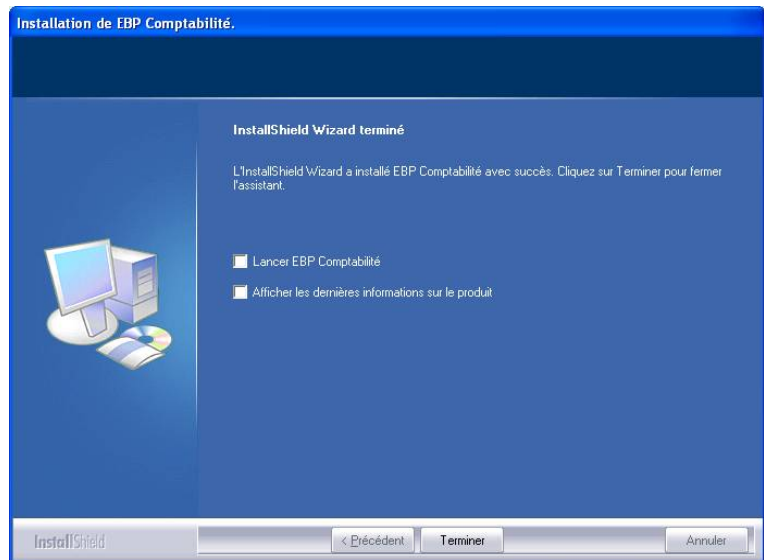 Installation de EBP Comptabilité.
InstallShield Wizard terminé
L'InstallShield Wizard a installé EBP Comptabilité avec succès. Cliquez sur Terminer pour fermer
l'assistant.
Lancer EBP Comptabilité
Afficher les dernières informations sur le produit
InstallShield
< Précédent
Terminer
Annuler